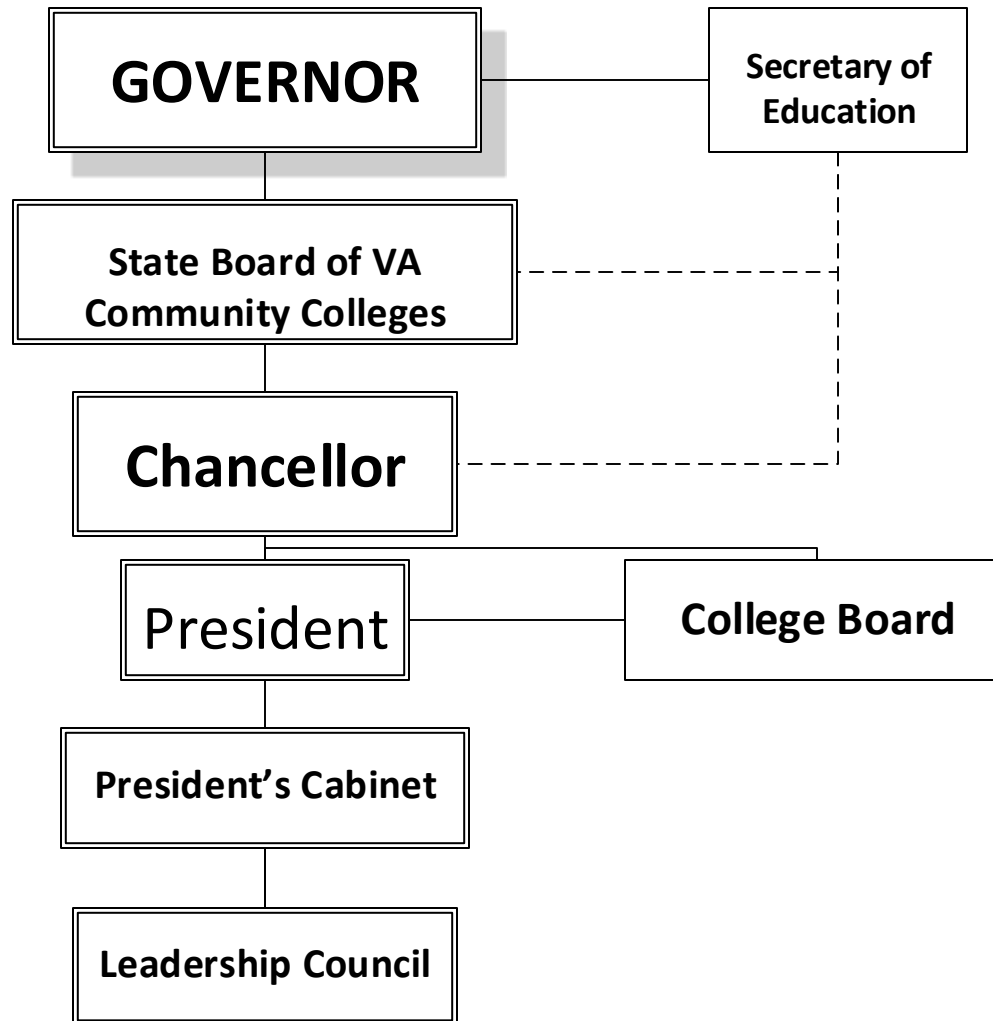 GOVERNOR
Secretary of
Education
State Board of VA
Community Colleges
Chancellor
President
College Board
President’s Cabinet
Leadership Council